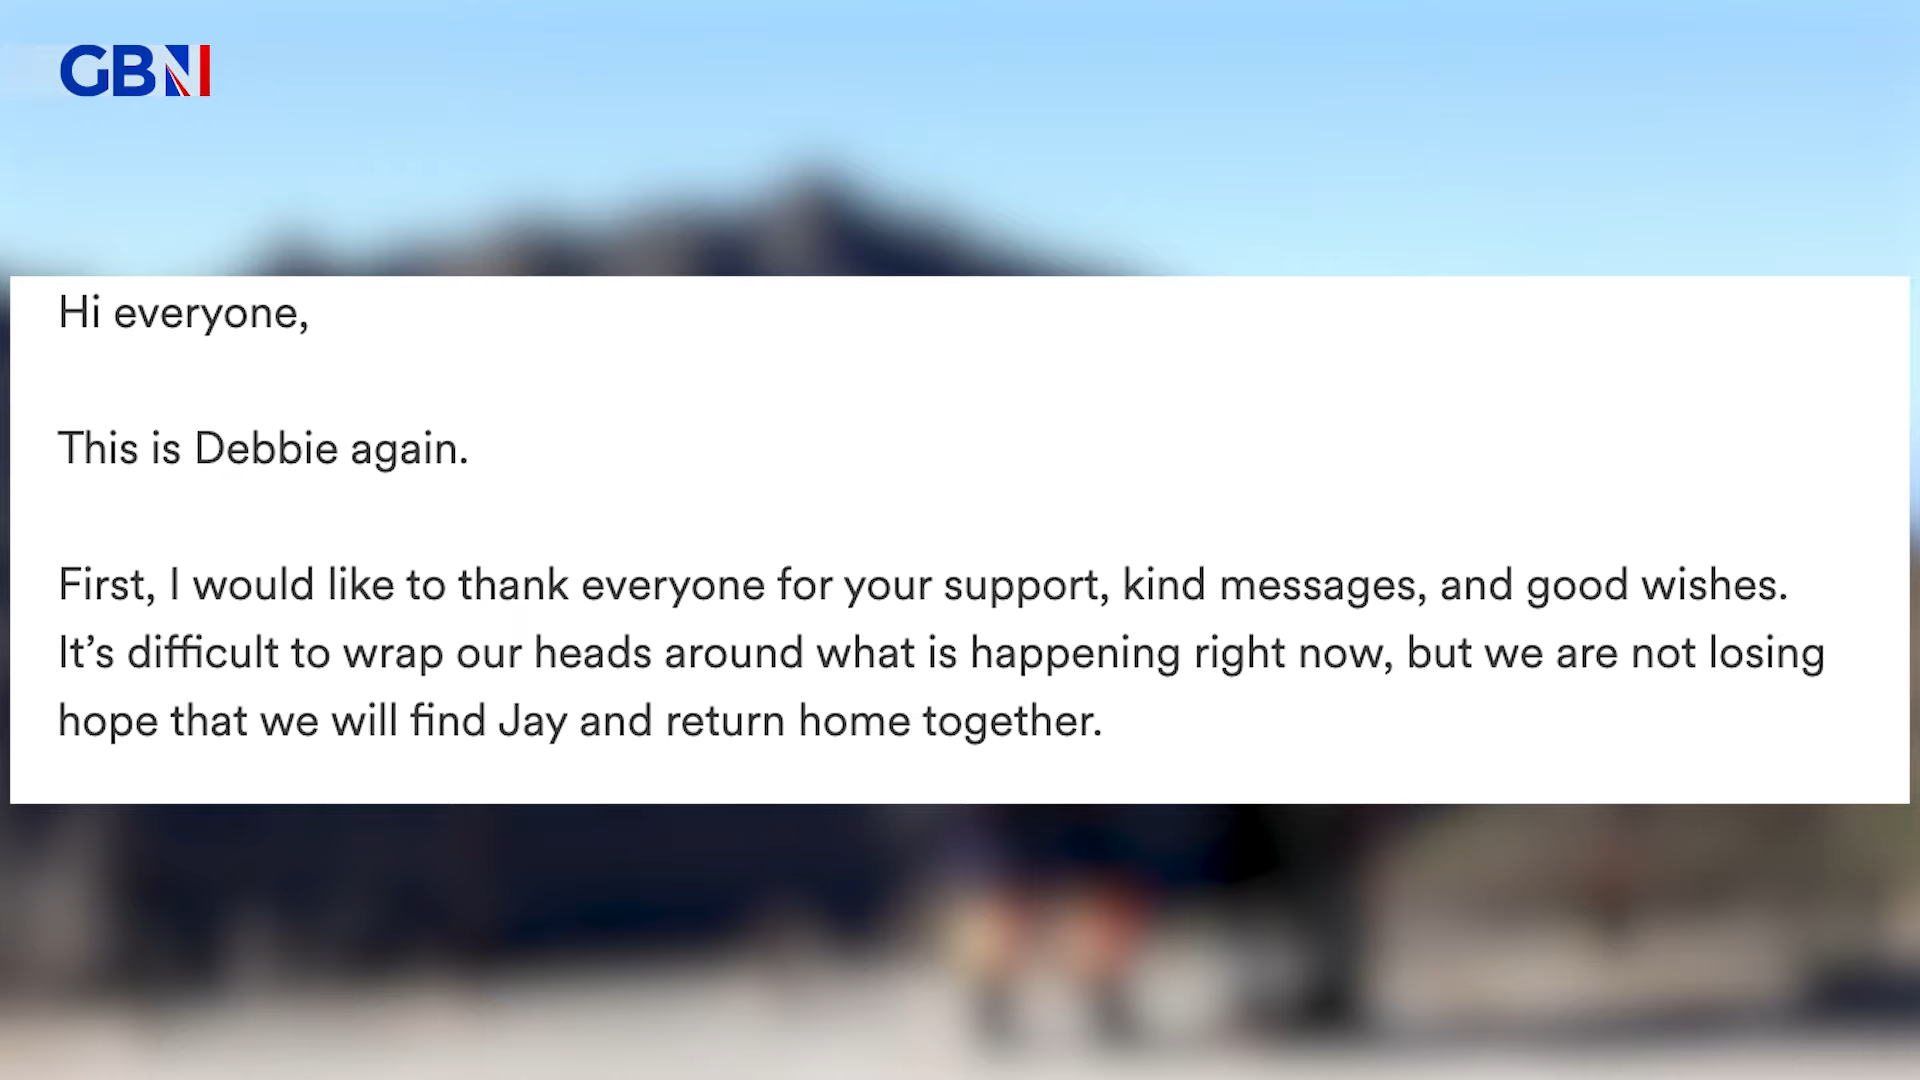 GBN
Hi everyone,
This is Debbie again.
First, I would like to thank everyone for your support, kind messages, and good wishes.
It’s difficult to wrap our heads around what is happening right now, but we are not losing
hope that we will find Jay and return home together.